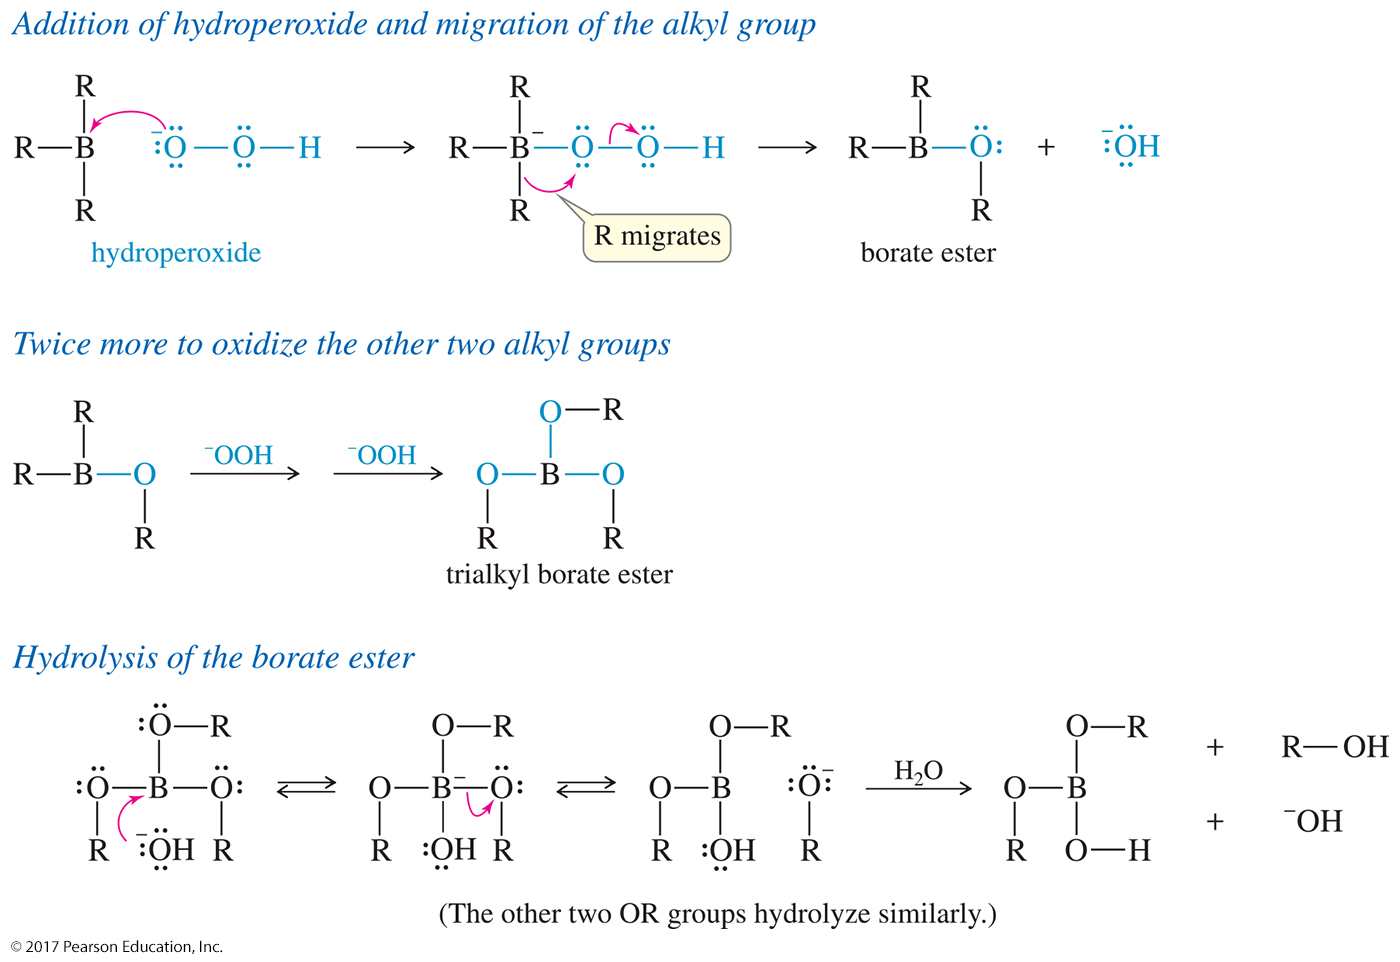 Addition of hydroperoxide and migration of the alkyl group
R R R
R—B ⁻:Ö—Ö—H → R—B⁻—Ö—Ö—H → R—B—Ö: + ⁻:ÖH
R R R migrates R
hydroperoxide borate ester
Twice more to oxidize the other two alkyl groups
R O—R
R—B—O ⁻OOH ⁻OOH O—B—O
R R R
trialkyl borate ester
Hydrolysis of the borate ester
:Ö—R O—R O—R O—R + R—OH
:Ö—B—Ö: ⇌ O—B⁻—Ö: ⇌ O—B :Ö:⁻ H₂O → O—B
R ⁻:ÖH R R :ÖH R R :ÖH R R O—H + ⁻OH
(The other two OR groups hydrolyze similarly.)
© 2017 Pearson Education, Inc.